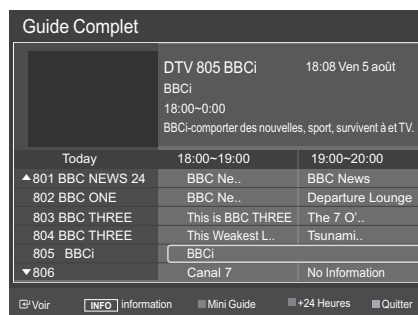 Guide Complet
DTV 805 BBCi 18:08 Ven 5 août
BBCi
18:00~0:00
BBCi-comporter des nouvelles, sport, survivent à et TV.
Today 18:00~19:00 19:00~20:00
▲801 BBC NEWS 24 BBC Ne.. BBC News
802 BBC ONE BBC Ne.. Departure Lounge
803 BBC THREE This is BBC THREE The 7 O'..
804 BBC THREE This Weakest L.. Tsunami..
805 BBCi BBCi
▼806 Canal 7 No Information
Voir INFO information Mini Guide +24 Heures Quitter